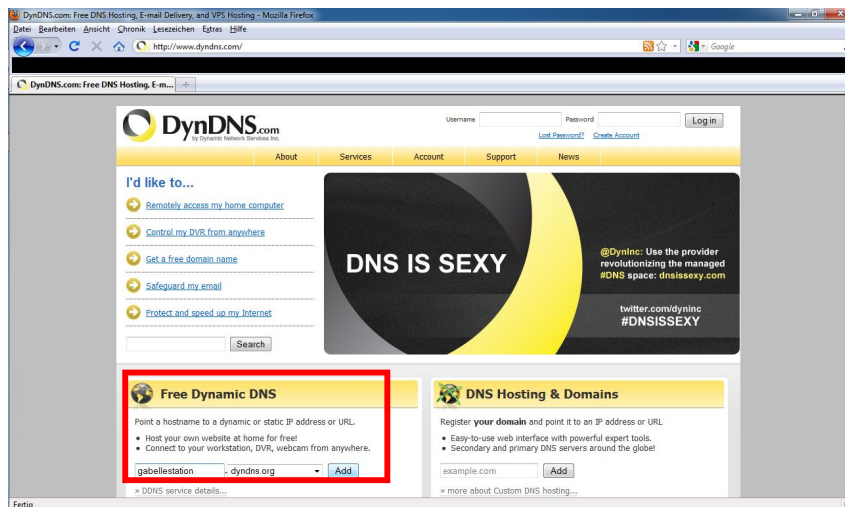 DynDNS.com: Free DNS Hosting, E-mail Delivery, and VPS Hosting - Mozilla Firefox
Datei Bearbeiten Ansicht Chronik Lesezeichen Extras Hilfe
http://www.dyndns.com/
Google
DynDNS.com: Free DNS Hosting, E-m...
DynDNS.com
by Dynamic Network Services Inc.
Username Password Log in
Lost Password? Create Account
About Services Account Support News
I'd like to...
Remotely access my home computer
Control my DVR from anywhere
Get a free domain name
Safeguard my email
Protect and speed up my Internet
Search
DNS IS SEXY
@DynInc: Use the provider
revolutionizing the managed
#DNS space: dnsissexy.com
twitter.com/dyninc
#DNSISSEXY
Free Dynamic DNS
Point a hostname to a dynamic or static IP address or URL.
• Host your own website at home for free!
• Connect to your workstation, DVR, webcam from anywhere.
gabellestation . dyndns.org Add
» DDNS service details...
DNS Hosting & Domains
Register your domain and point it to an IP address or URL
• Easy-to-use web interface with powerful expert tools.
• Secondary and primary DNS servers around the globe!
example.com Add
» more about Custom DNS hosting...
Fertig